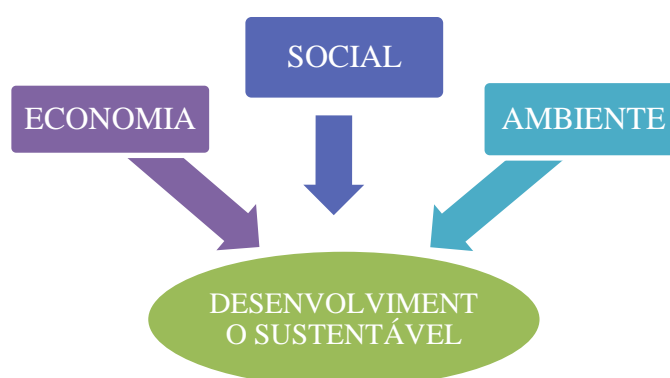 SOCIAL
ECONOMIA
AMBIENTE
DESENVOLVIMENT
O SUSTENTÁVEL